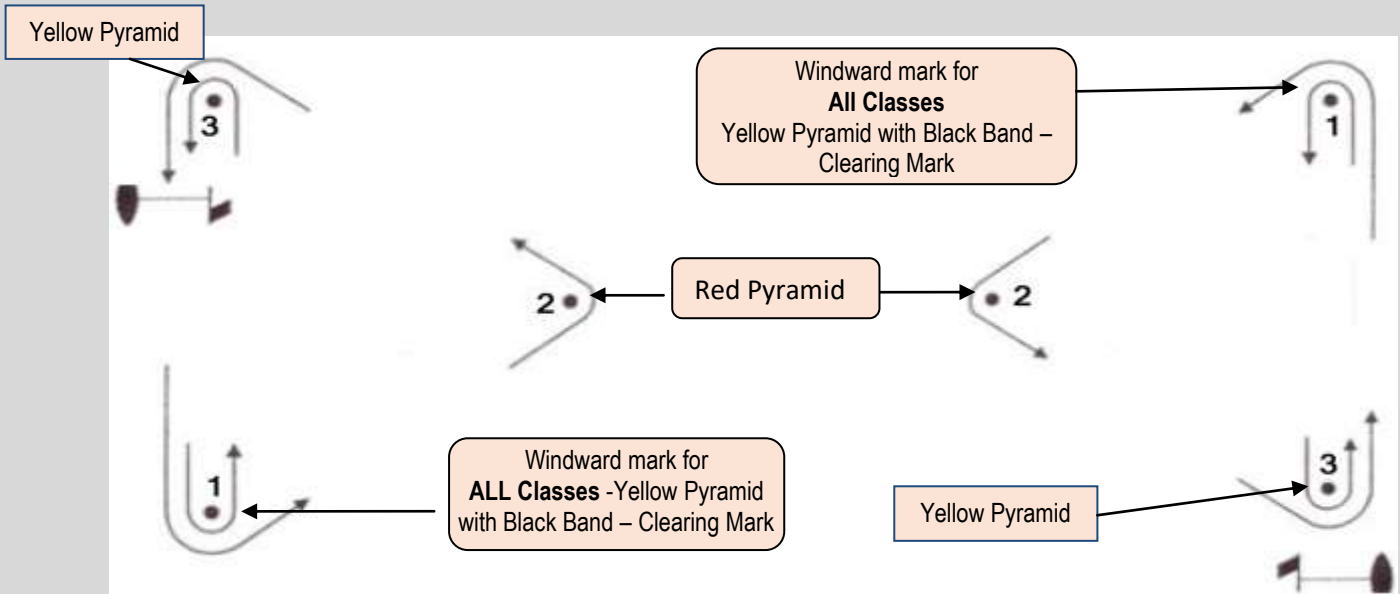 Yellow Pyramid
3
Windward mark for
All Classes
Yellow Pyramid with Black Band –
Clearing Mark
1
2
Red Pyramid
2
1
Windward mark for
ALL Classes -Yellow Pyramid
with Black Band – Clearing Mark
Yellow Pyramid
3